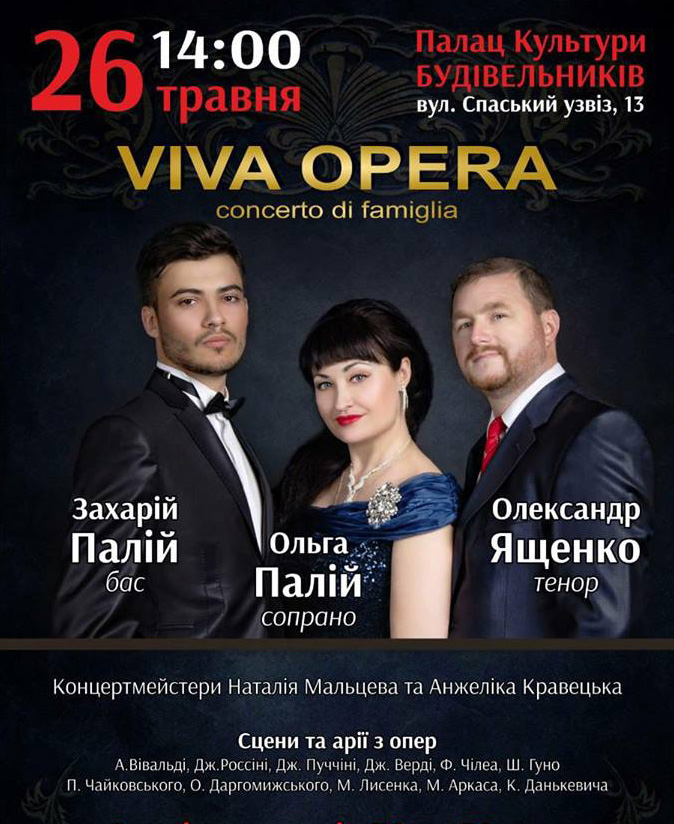 26 14:00
травня
Палац Культури
БУДІВЕЛЬНИКІВ
вул. Спаський узвіз, 13
VIVA OPERA
concerto di famiglia
Захарій
Палій
бас
Ольга
Палій
сопрано
Олександр
Ященко
тенор
Концертмейстери Наталія Мальцева та Анжеліка Кравецька
Сцени та арії з опер
А.Вівальді, Дж.Россіні, Дж. Пуччіні, Дж. Верді, Ф. Чілеа, Ш. Гуно
П. Чайковського, О. Даргомижського, М. Лисенка, М. Аркаса, К. Данькевича